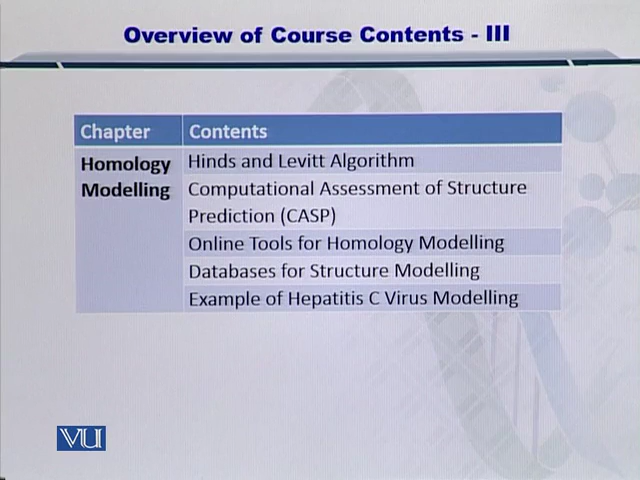 Overview of Course Contents - III
Chapter Contents
Homology Modelling
Hinds and Levitt Algorithm
Computational Assessment of Structure
Prediction (CASP)
Online Tools for Homology Modelling
Databases for Structure Modelling
Example of Hepatitis C Virus Modelling
VU